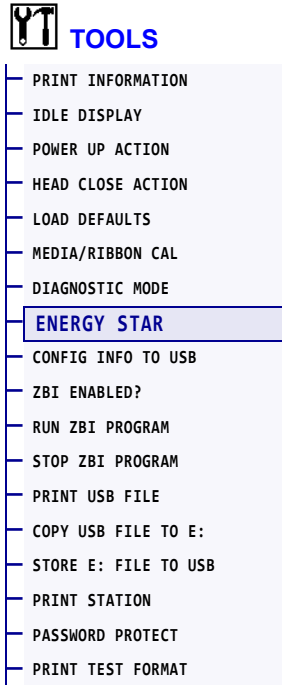 TOOLS
PRINT INFORMATION
IDLE DISPLAY
POWER UP ACTION
HEAD CLOSE ACTION
LOAD DEFAULTS
MEDIA/RIBBON CAL
DIAGNOSTIC MODE
ENERGY STAR
CONFIG INFO TO USB
ZBI ENABLED?
RUN ZBI PROGRAM
STOP ZBI PROGRAM
PRINT USB FILE
COPY USB FILE TO E:
STORE E: FILE TO USB
PRINT STATION
PASSWORD PROTECT
PRINT TEST FORMAT